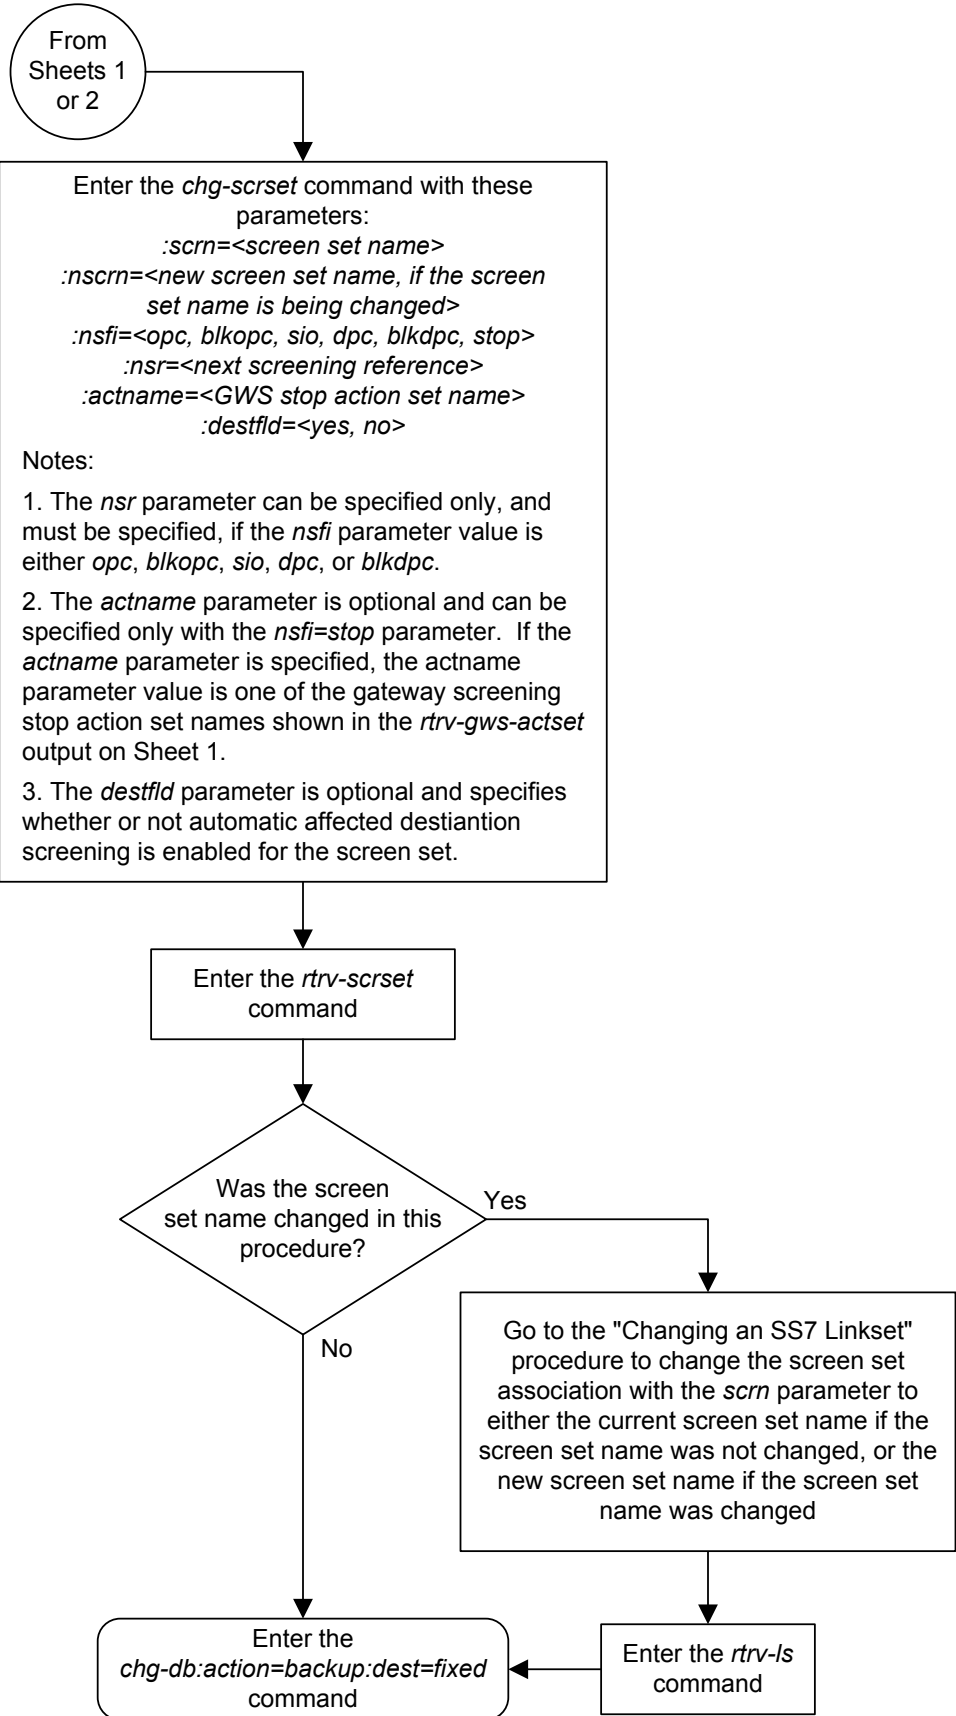 From
Sheets 1
or 2
Enter the chg-scrset command with these
parameters:
:scrn=<screen set name>
:nscrn=<new screen set name, if the screen
set name is being changed>
:nsfi=<opc, blkopc, sio, dpc, blkdpc, stop>
:nsr=<next screening reference>
:actname=<GWS stop action set name>
:destfld=<yes, no>
Notes:
1. The nsr parameter can be specified only, and
must be specified, if the nsfi parameter value is
either opc, blkopc, sio, dpc, or blkdpc.
2. The actname parameter is optional and can be
specified only with the nsfi=stop parameter.  If the
actname parameter is specified, the actname
parameter value is one of the gateway screening
stop action set names shown in the rtrv-gws-actset
output on Sheet 1.
3. The destfld parameter is optional and specifies
whether or not automatic affected destiantion
screening is enabled for the screen set.
Enter the rtrv-scrset
command
Was the screen
set name changed in this
procedure?
Yes
No
Go to the "Changing an SS7 Linkset"
procedure to change the screen set
association with the scrn parameter to
either the current screen set name if the
screen set name was not changed, or the
new screen set name if the screen set
name was changed
Enter the rtrv-ls
command
Enter the
chg-db:action=backup:dest=fixed
command